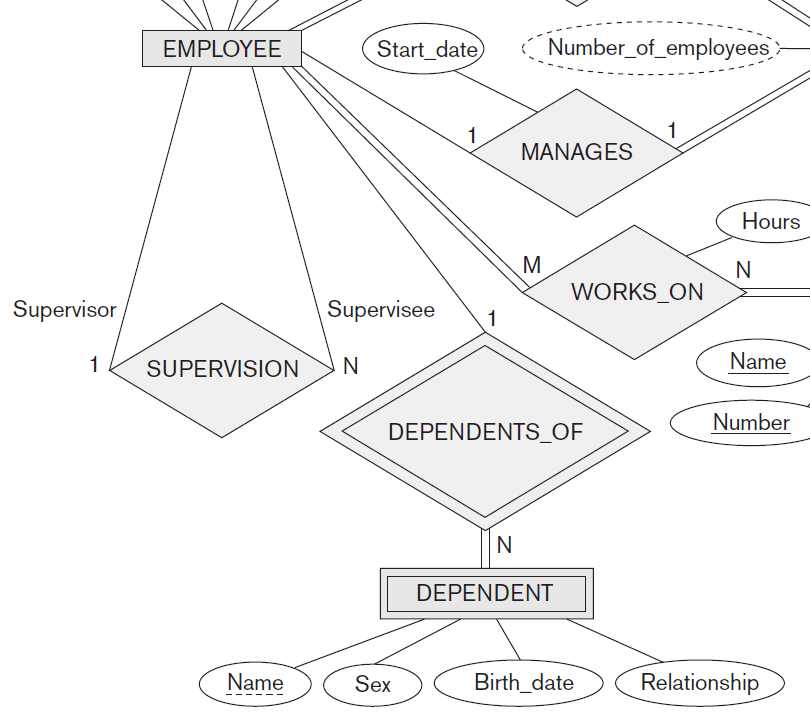 EMPLOYEE
Start_date
Number_of_employees
1
MANAGES
1
Hours
M
WORKS_ON
N
Supervisor
Supervisee
1
1
SUPERVISION
N
Name
Number
DEPENDENTS_OF
N
DEPENDENT
Name
Sex
Birth_date
Relationship